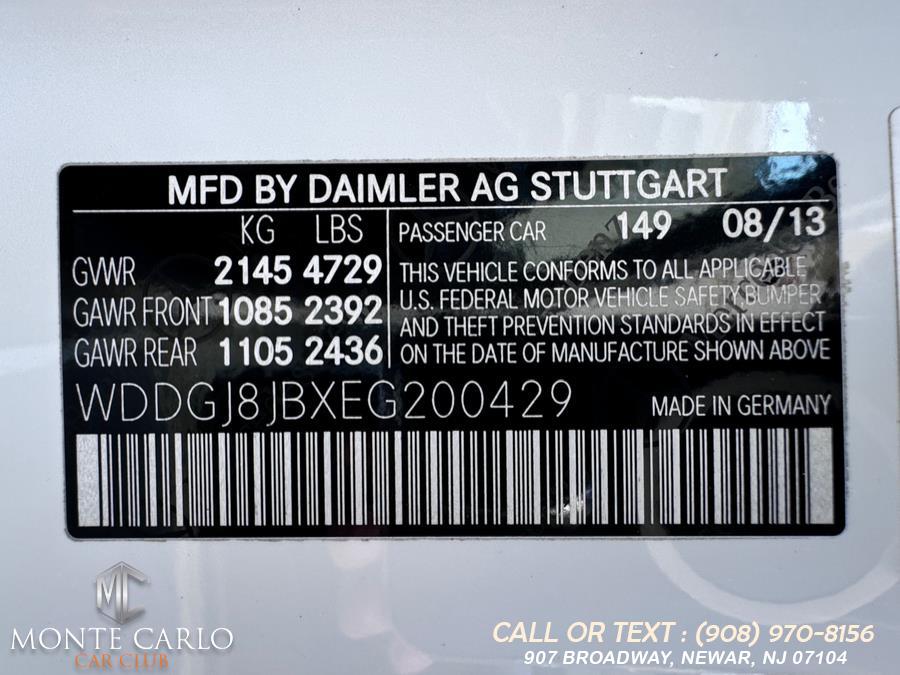 MFD BY DAIMLER AG STUTTGART
KG LBS
GVWR 2145 4729
GAWR FRONT 1085 2392
GAWR REAR 1105 2436
PASSENGER CAR 149 08/13
THIS VEHICLE CONFORMS TO ALL APPLICABLE
U.S. FEDERAL MOTOR VEHICLE SAFETY, BUMPER
AND THEFT PREVENTION STANDARDS IN EFFECT
ON THE DATE OF MANUFACTURE SHOWN ABOVE
WDDGJ8JBXEG200429
MADE IN GERMANY
MC
MONTE CARLO
CAR CLUB
CALL OR TEXT : (908) 970-8156
907 BROADWAY, NEWAR, NJ 07104